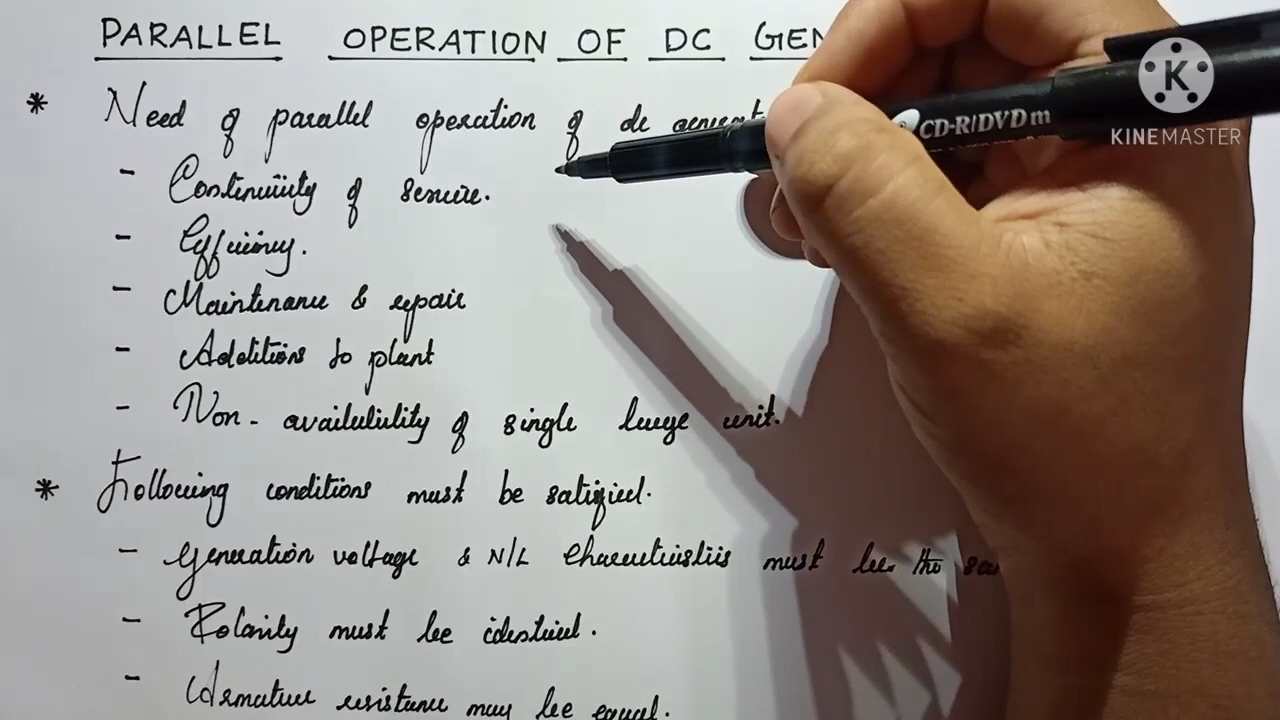 PARALLEL OPERATION OF DC GEN
* Need of parallel operation of dc generat
- Continuity of service.
- Efficiency.
- Maintenance & repair
- Additions to plant
- Non-availability of single large unit.
* Following conditions must be satisfied.
- Generation voltage & N/L Characteristics must be the sa
- Polarity must be identical.
- Armature resistance may be equal.
CD-R/DVD m
K
KINEMASTER